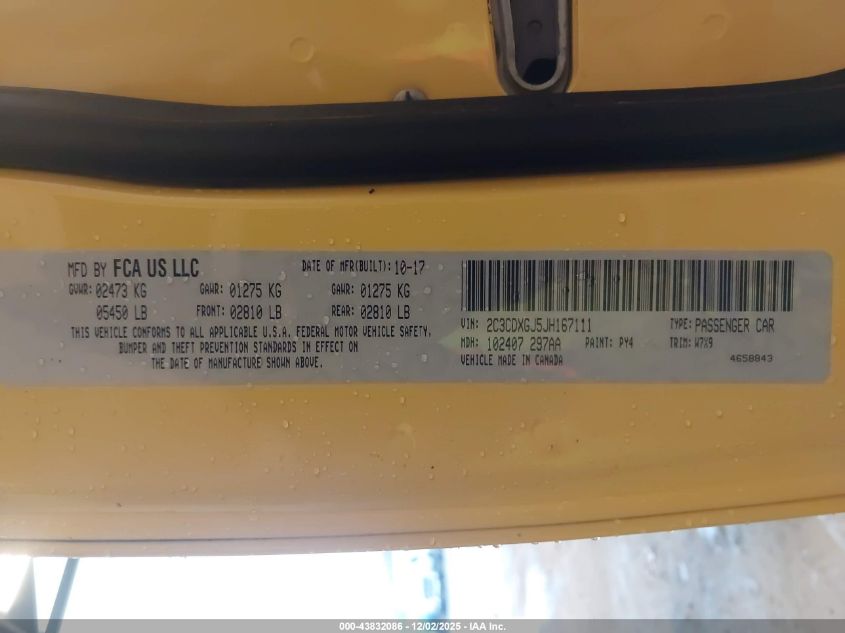 MFD BY FCA US LLC DATE OF MFR(BUILT): 10-17
GVWR: 02473 KG GAWR: 01275 KG GAWR: 01275 KG
05450 LB FRONT: 02810 LB REAR: 02810 LB
THIS VEHICLE CONFORMS TO ALL APPLICABLE U.S.A. FEDERAL MOTOR VEHICLE SAFETY,
BUMPER AND THEFT PREVENTION STANDARDS IN EFFECT ON
THE DATE OF MANUFACTURE SHOWN ABOVE.
VIN: 2C3CDXGJ5JH167111 TYPE: PASSENGER CAR
MDH: 102407 297AA PAINT: PY4 TRIM: W7X9
VEHICLE MADE IN CANADA 4658843
000-43832086 - 12/02/2025 - IAA Inc.